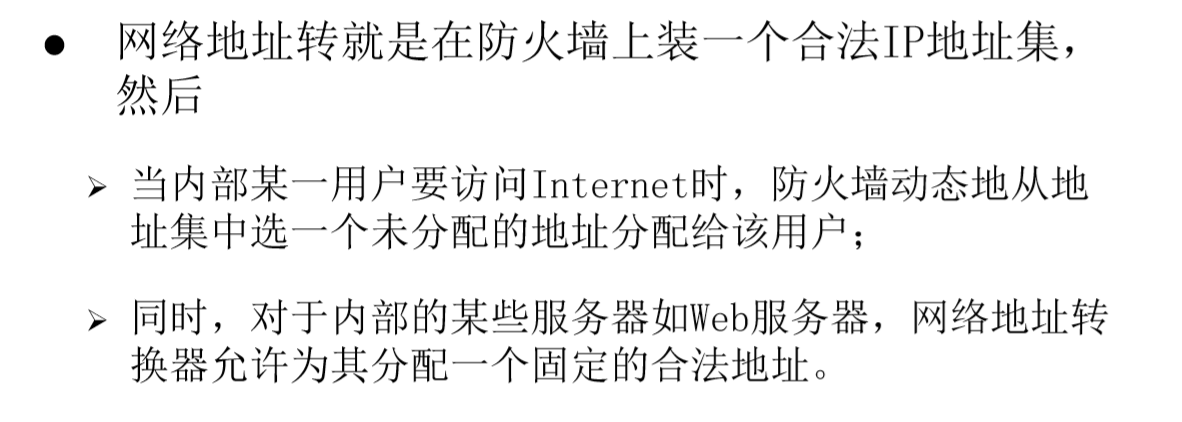 ● 网络地址转就是在防火墙上装一个合法IP地址集，
然后
➢ 当内部某一用户要访问Internet时，防火墙动态地从地
址集中选一个未分配的地址分配给该用户；
➢ 同时，对于内部的某些服务器如Web服务器，网络地址转
换器允许为其分配一个固定的合法地址。